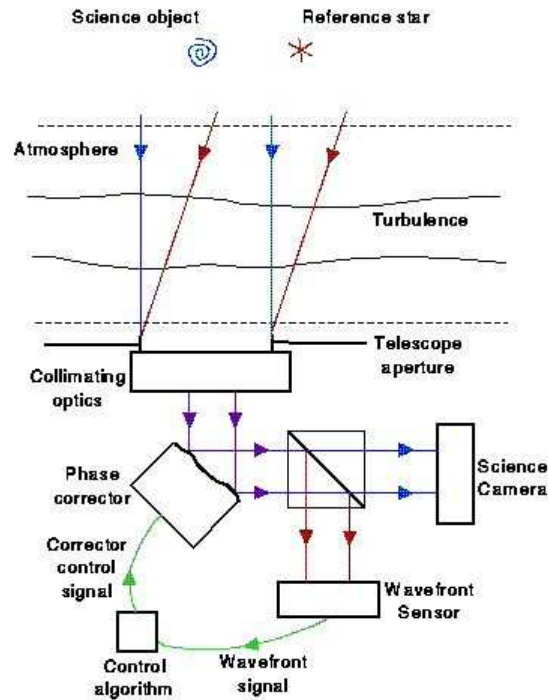 Science object
Reference star
Atmosphere
Turbulence
Telescope
aperture
Collimating
optics
Phase
corrector
Science
Camera
Corrector
control
signal
Wavefront
Sensor
Control
algorithm
Wavefront
signal